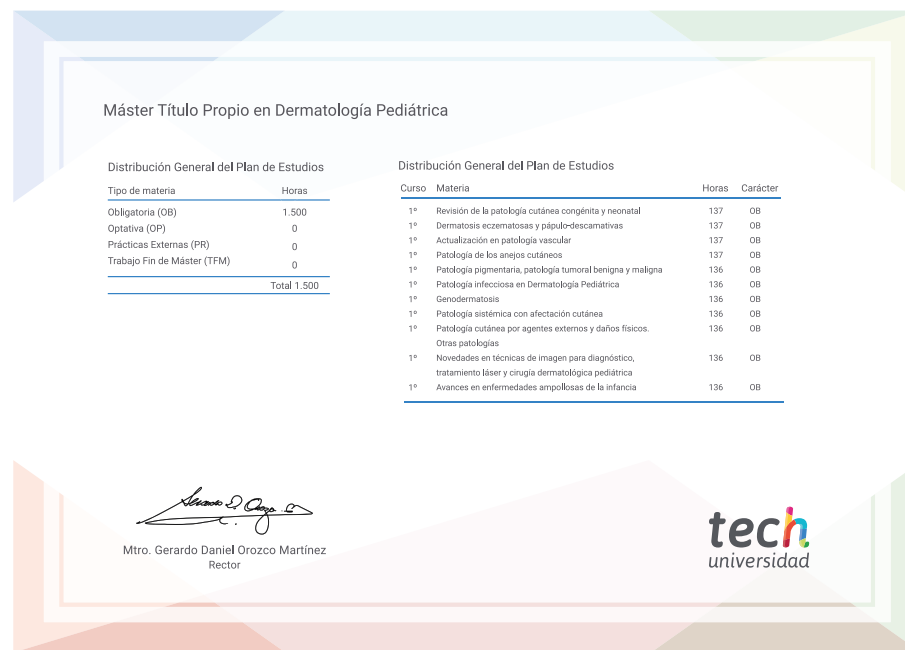 Máster Título Propio en Dermatología Pediátrica
Distribución General del Plan de Estudios
Tipo de materia Horas
Obligatoria (OB) 1.500
Optativa (OP) 0
Prácticas Externas (PR) 0
Trabajo Fin de Máster (TFM) 0
Total 1.500
Distribución General del Plan de Estudios
Curso Materia Horas Carácter
1º Revisión de la patología cutánea congénita y neonatal 137 OB
1º Dermatosis eczematosas y pápulo-descamativas 137 OB
1º Actualización en patología vascular 137 OB
1º Patología de los anejos cutáneos 137 OB
1º Patología pigmentaria, patología tumoral benigna y maligna 136 OB
1º Patología infecciosa en Dermatología Pediátrica 136 OB
1º Genodermatosis 136 OB
1º Patología sistémica con afectación cutánea 136 OB
1º Patología cutánea por agentes externos y daños físicos. 136 OB
Otras patologías
1º Novedades en técnicas de imagen para diagnóstico, 136 OB
tratamiento láser y cirugía dermatológica pediátrica
1º Avances en enfermedades ampollosas de la infancia 136 OB
Mtro. Gerardo Daniel Orozco Martínez
Rector
tech
universidad